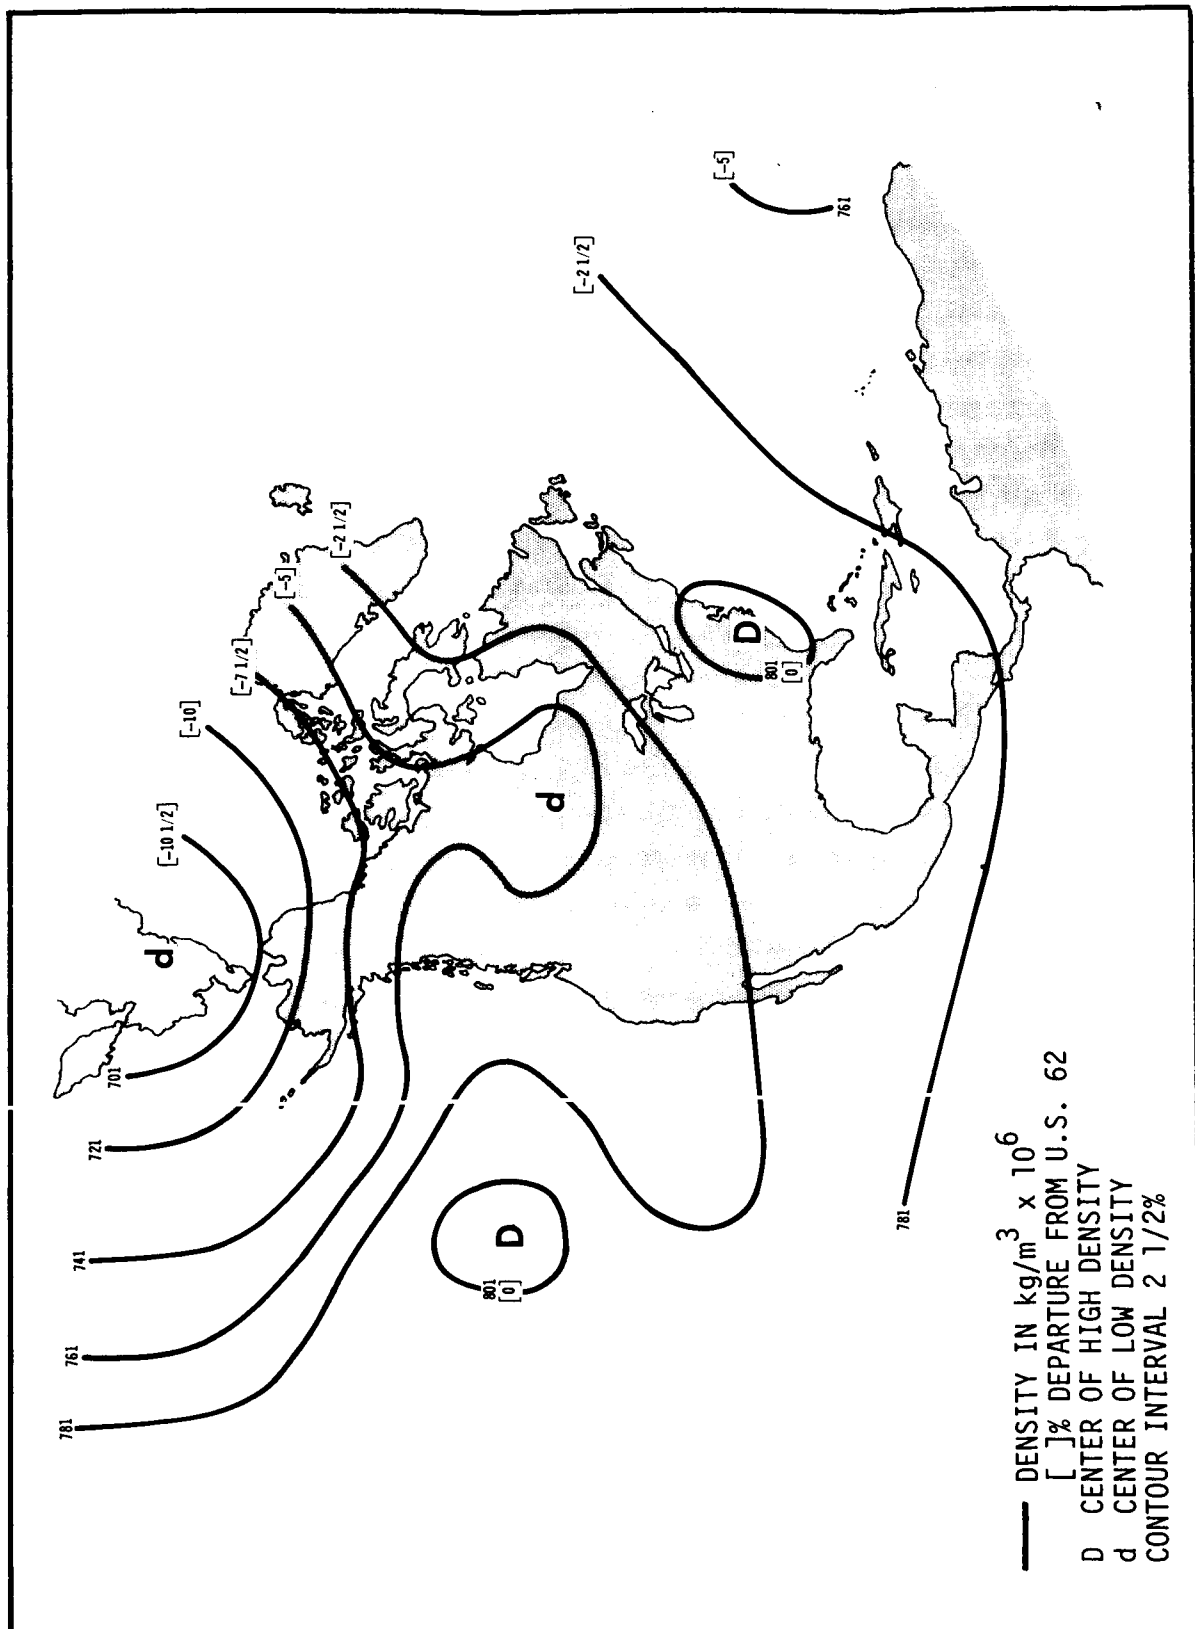 [-5]
761
[-2 1/2]
[-2 1/2]
[-5]
[-7 1/2]
[-10]
[-10 1/2]
d
701
721
741
761
781
D
801
[0]
d
D
801
[0]
781
DENSITY IN kg/m³ x 10⁶
[ ]% DEPARTURE FROM U.S. 62
D CENTER OF HIGH DENSITY
d CENTER OF LOW DENSITY
CONTOUR INTERVAL 2 1/2%